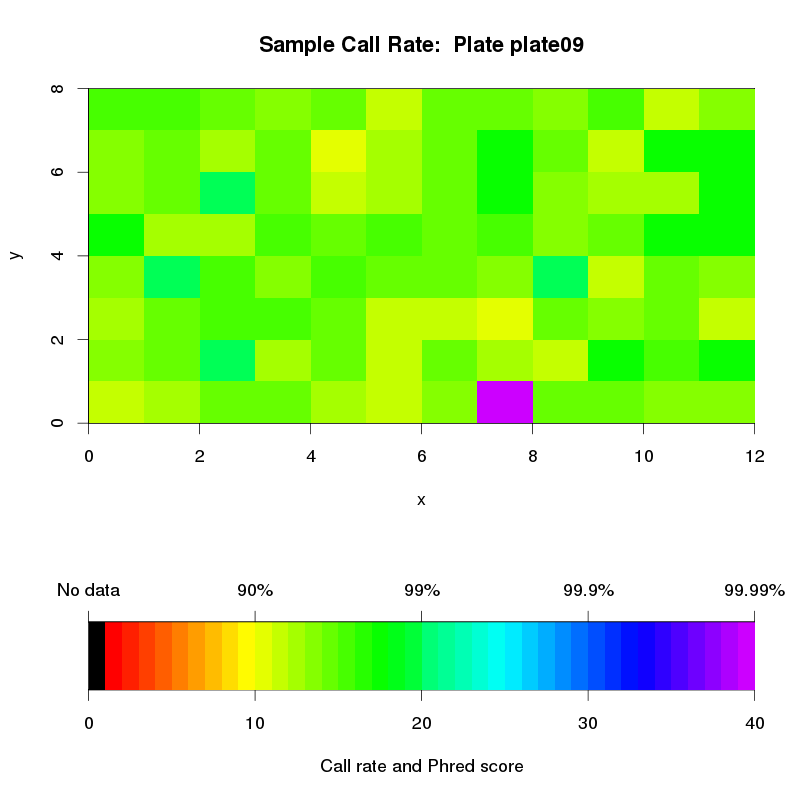 Sample Call Rate:  Plate plate09
8
6
4
2
0
y
0 2 4 6 8 10 12
x
No data 90% 99% 99.9% 99.99%
0 10 20 30 40
Call rate and Phred score